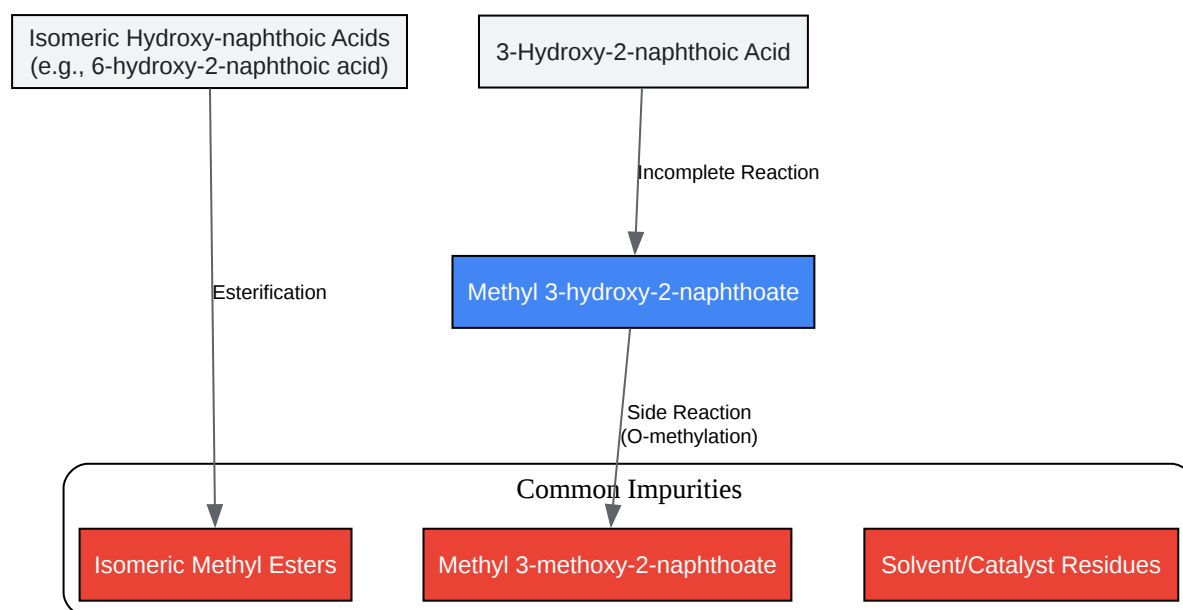 Isomeric Hydroxy-naphthoic Acids
(e.g., 6-hydroxy-2-naphthoic acid)
3-Hydroxy-2-naphthoic Acid
Incomplete Reaction
Esterification
Methyl 3-hydroxy-2-naphthoate
Side Reaction
(O-methylation)
Common Impurities
Isomeric Methyl Esters
Methyl 3-methoxy-2-naphthoate
Solvent/Catalyst Residues